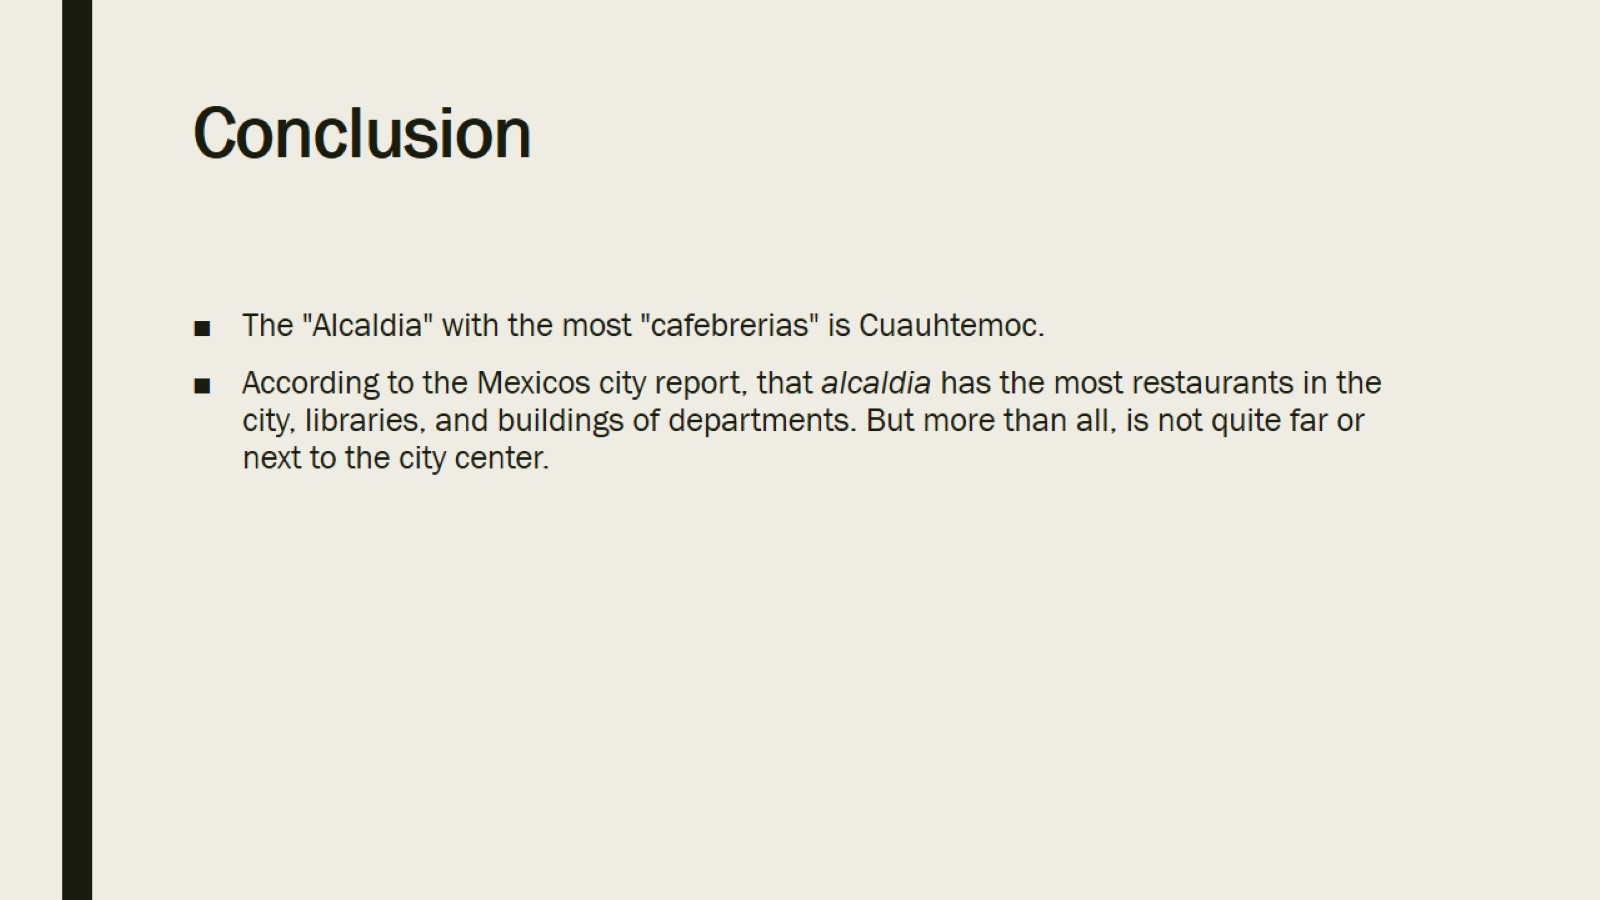 Conclusion
■ The "Alcaldia" with the most "cafebrerias" is Cuauhtemoc.
■ According to the Mexicos city report, that alcaldia has the most restaurants in the
city, libraries, and buildings of departments. But more than all, is not quite far or
next to the city center.